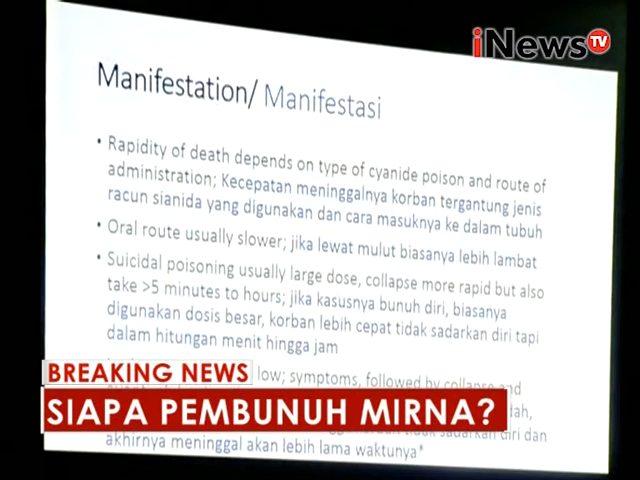 iNews TV
Manifestation/ Manifestasi
• Rapidity of death depends on type of cyanide poison and route of
administration; Kecepatan meninggalnya korban tergantung jenis
racun sianida yang digunakan dan cara masuknya ke dalam tubuh
• Oral route usually slower; jika lewat mulut biasanya lebih lambat
• Suicidal poisoning usually large dose, collapse more rapid but also
take >5 minutes to hours; jika kasusnya bunuh diri, biasanya
digunakan dosis besar, korban lebih cepat tidak sadarkan diri tapi
dalam hitungan menit hingga jam
low; symptoms, followed by collapse and
BREAKING NEWS
SIAPA PEMBUNUH MIRNA?
dah,
tidak sadarkan diri dan
akhirnya meninggal akan lebih lama waktunya*